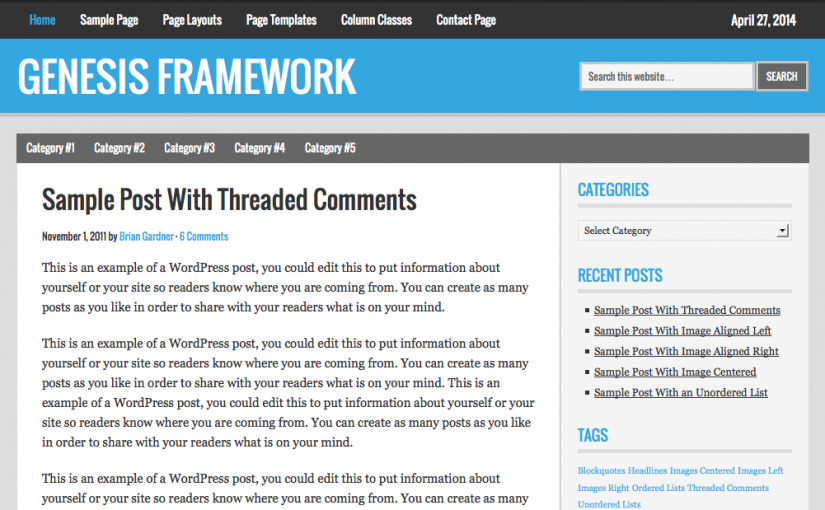 Home Sample Page Page Layouts Page Templates Column Classes Contact Page April 27, 2014
GENESIS FRAMEWORK
Search this website… SEARCH
Category #1 Category #2 Category #3 Category #4 Category #5
Sample Post With Threaded Comments
November 1, 2011 by Brian Gardner · 6 Comments
This is an example of a WordPress post, you could edit this to put information about
yourself or your site so readers know where you are coming from. You can create as many
posts as you like in order to share with your readers what is on your mind.
This is an example of a WordPress post, you could edit this to put information about
yourself or your site so readers know where you are coming from. You can create as many
posts as you like in order to share with your readers what is on your mind. This is an
example of a WordPress post, you could edit this to put information about yourself or your
site so readers know where you are coming from. You can create as many posts as you like
in order to share with your readers what is on your mind.
This is an example of a WordPress post, you could edit this to put information about
yourself or your site so readers know where you are coming from. You can create as many
CATEGORIES
Select Category
RECENT POSTS
Sample Post With Threaded Comments
Sample Post With Image Aligned Left
Sample Post With Image Aligned Right
Sample Post With Image Centered
Sample Post With an Unordered List
TAGS
Blockquotes Headlines Images Centered Images Left
Images Right Ordered Lists Threaded Comments
Unordered Lists